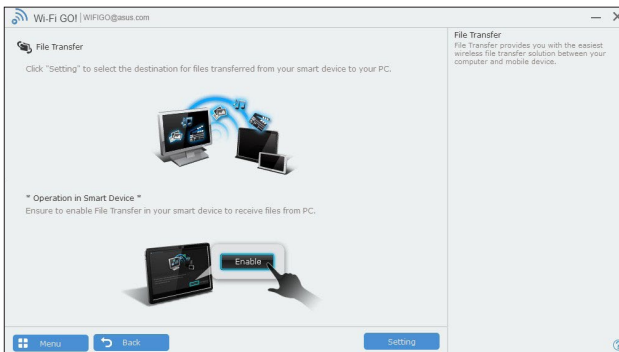 Wi-Fi GO! | WIFIGO@asus.com
File Transfer
Click "Setting" to select the destination for files transferred from your smart device to your PC.
* Operation in Smart Device *
Ensure to enable File Transfer in your smart device to receive files from PC.
Enable
Menu
Back
Setting
File Transfer
File Transfer provides you with the easiest
wireless file transfer solution between your
computer and mobile device.